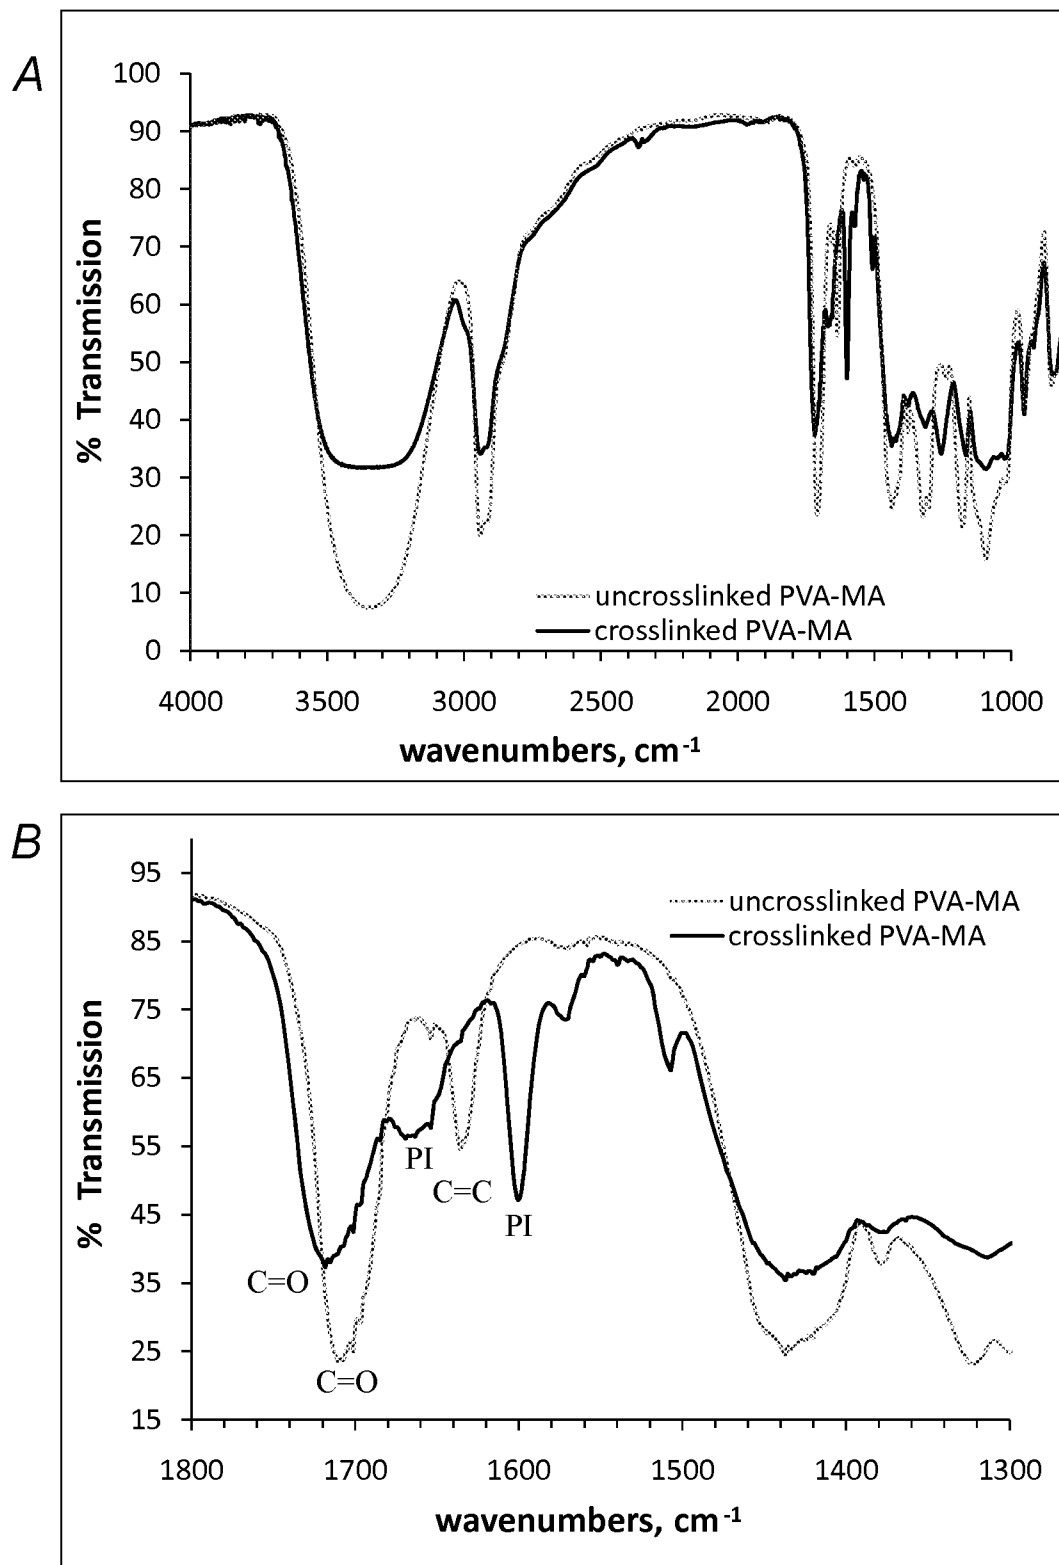 A
100
90
80
70
60
50
40
30
20
10
0
% Transmission
uncrosslinked PVA-MA
crosslinked PVA-MA
4000 3500 3000 2500 2000 1500 1000
wavenumbers, cm-1
B
95
85
75
65
55
45
35
25
15
% Transmission
uncrosslinked PVA-MA
crosslinked PVA-MA
PI
C=C
PI
C=O
C=O
1800 1700 1600 1500 1400 1300
wavenumbers, cm-1